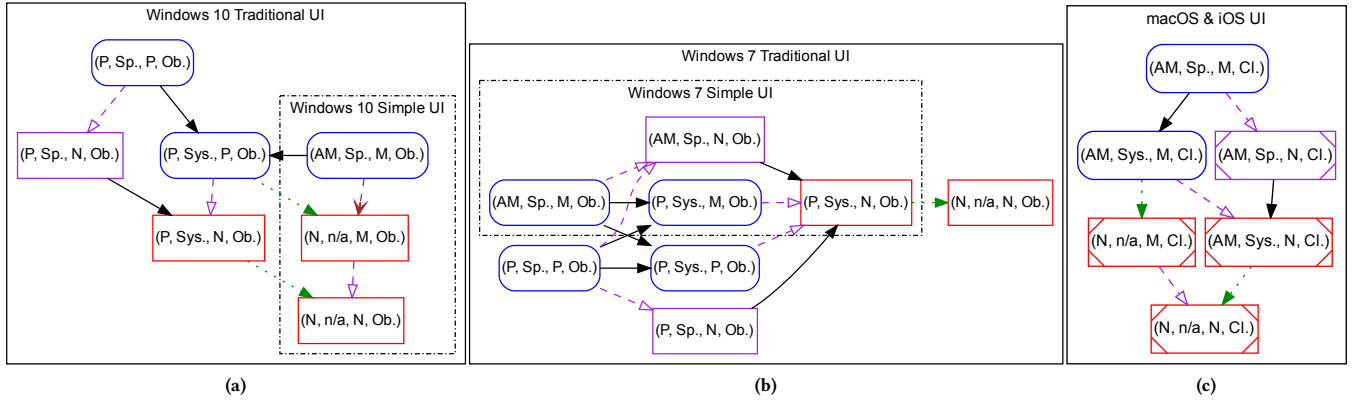 Windows 10 Traditional UI
(P, Sp., P, Ob.)
Windows 10 Simple UI
(P, Sp., N, Ob.)
(P, Sys., P, Ob.)
(AM, Sp., M, Ob.)
(P, Sys., N, Ob.)
(N, n/a, M, Ob.)
(N, n/a, N, Ob.)
(a)
Windows 7 Traditional UI
Windows 7 Simple UI
(AM, Sp., N, Ob.)
(AM, Sp., M, Ob.)
(P, Sys., M, Ob.)
(P, Sys., N, Ob.)
(N, n/a, N, Ob.)
(P, Sp., P, Ob.)
(P, Sys., P, Ob.)
(P, Sp., N, Ob.)
(b)
macOS & iOS UI
(AM, Sp., M, Cl.)
(AM, Sys., M, Cl.)
(AM, Sp., N, Cl.)
(N, n/a, M, Cl.)
(AM, Sys., N, Cl.)
(N, n/a, N, Cl.)
(c)